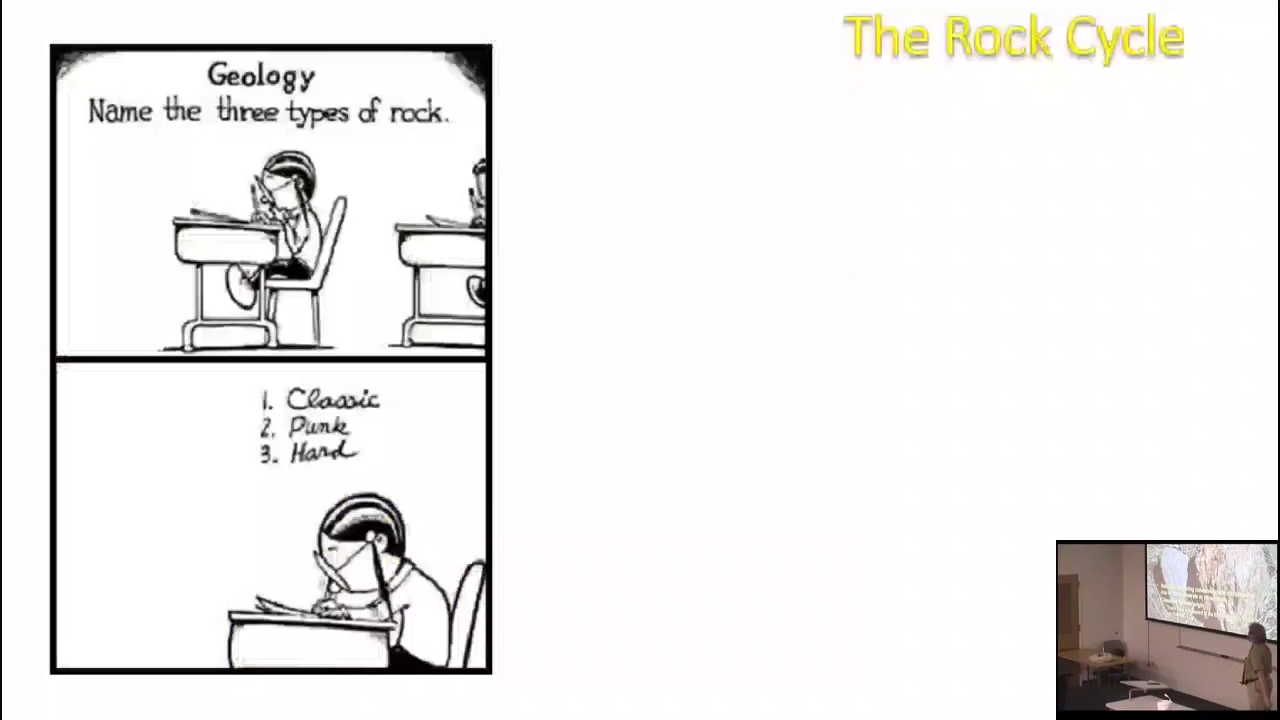 The Rock Cycle
Geology
Name the three types of rock.
1. Classic
2. Punk
3. Hard